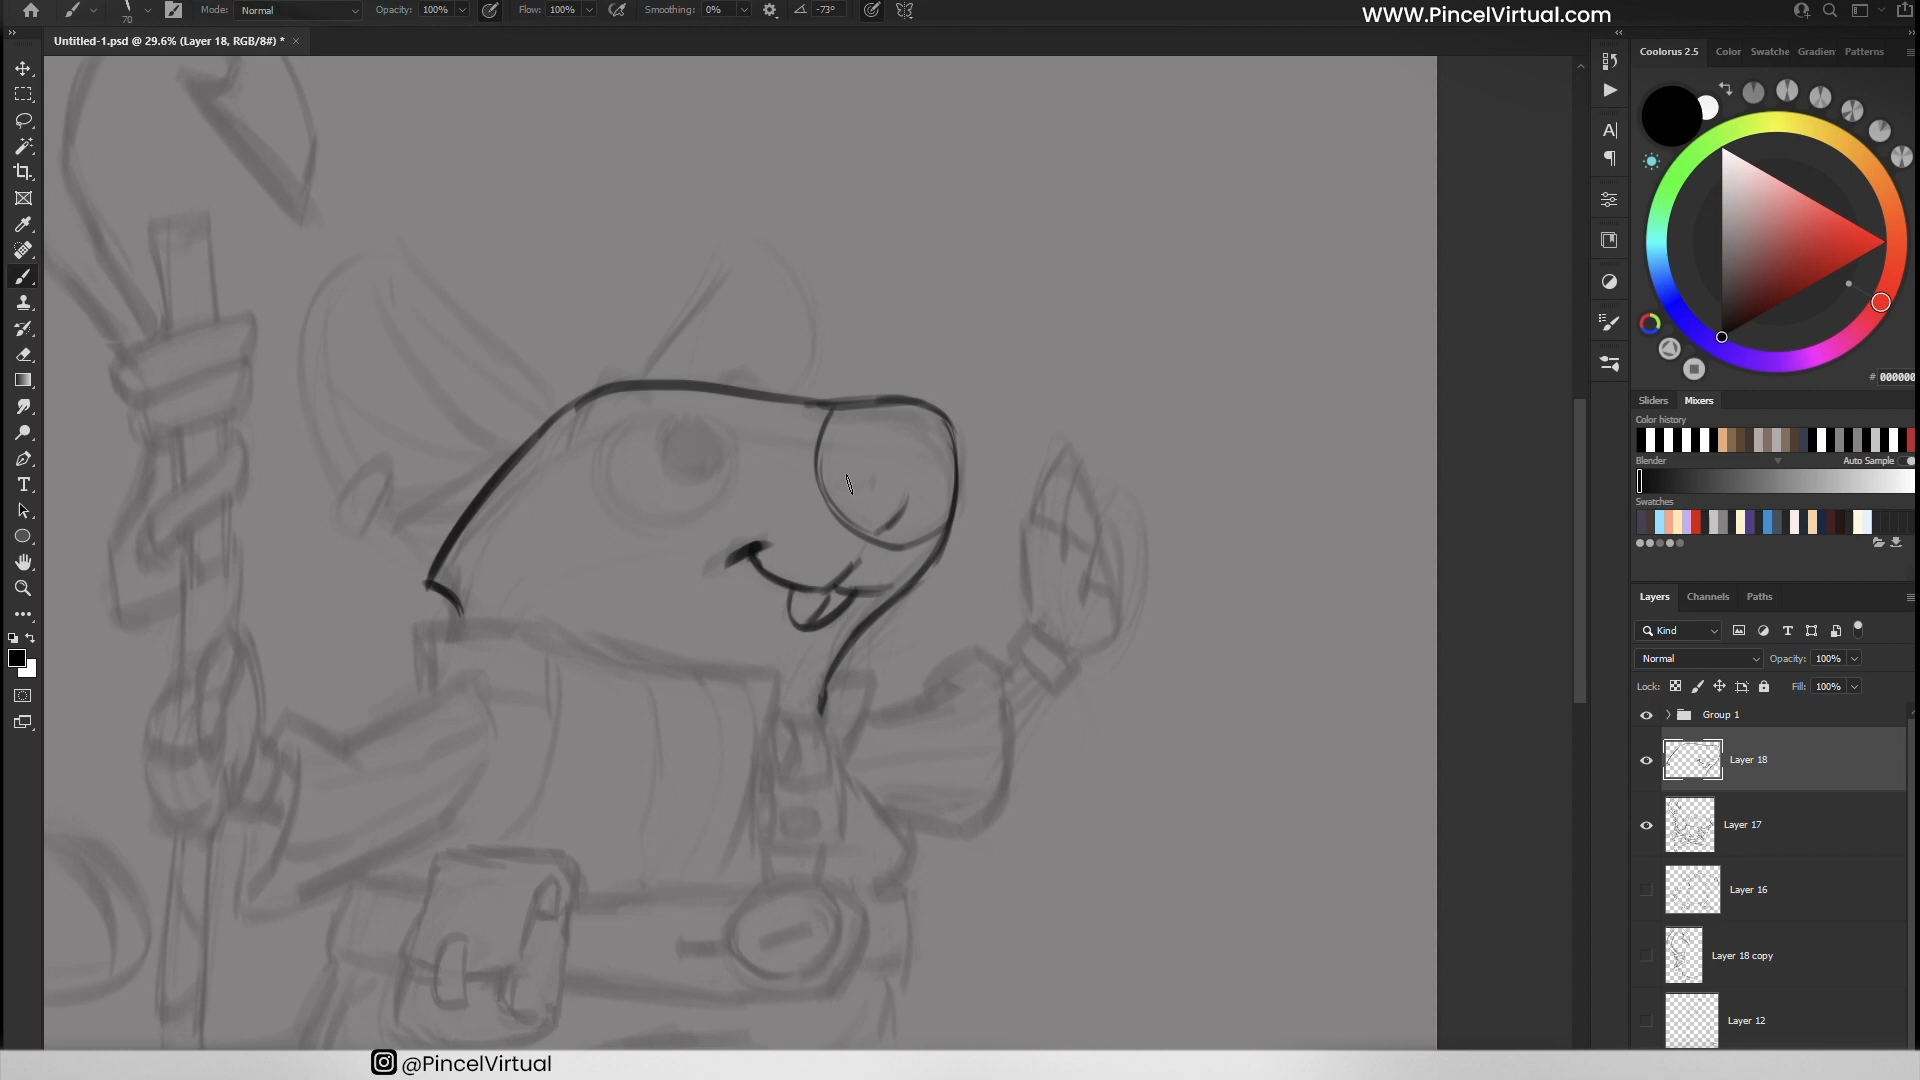 WWW.PincelVirtual.com
Mode: Normal Opacity: 100% Flow: 100% Smoothing: 0% -73°
70
Untitled-1.psd @ 29.6% (Layer 18, RGB/8#) * ×
Coolorus 2.5 Color Swatche Gradien Patterns
# 000000
Sliders Mixers
Color history
Blender Auto Sample
Swatches
Layers Channels Paths
Kind
Normal Opacity: 100%
Lock: Fill: 100%
Group 1
Layer 18
Layer 17
Layer 16
Layer 18 copy
Layer 12
@PincelVirtual